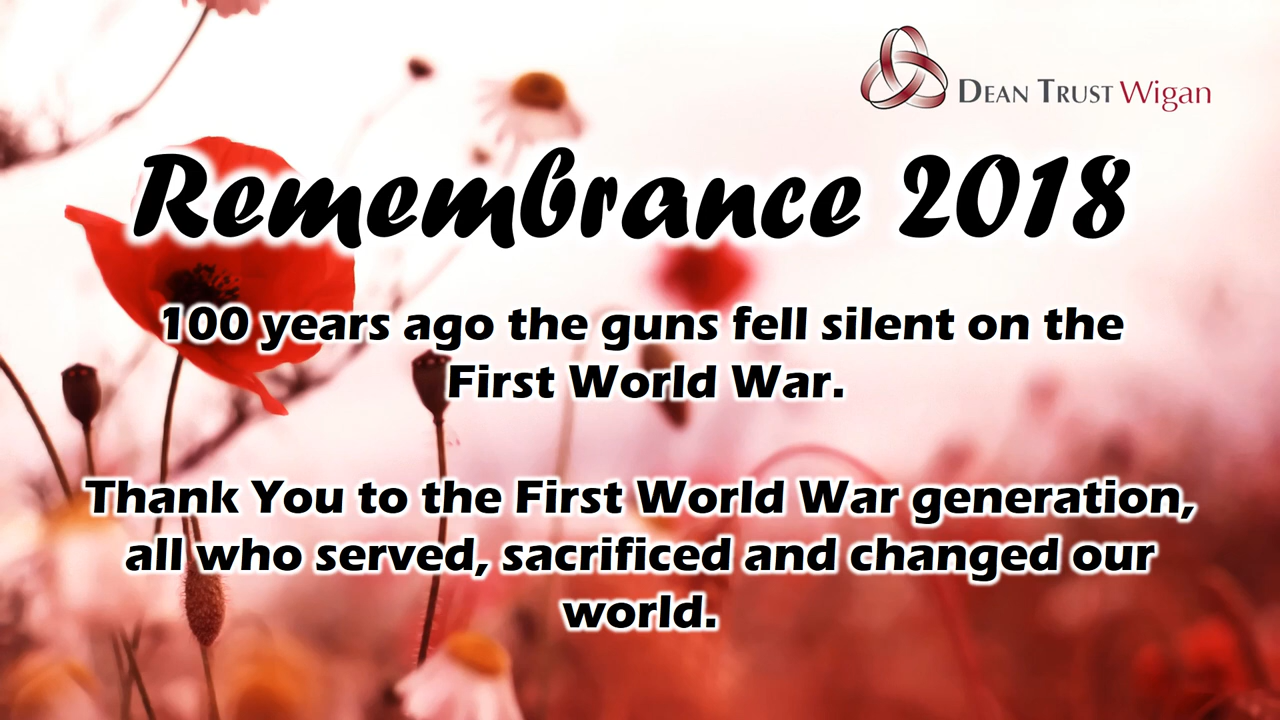 Dean Trust Wigan
Remembrance 2018
100 years ago the guns fell silent on the
First World War.
Thank You to the First World War generation,
all who served, sacrificed and changed our
world.